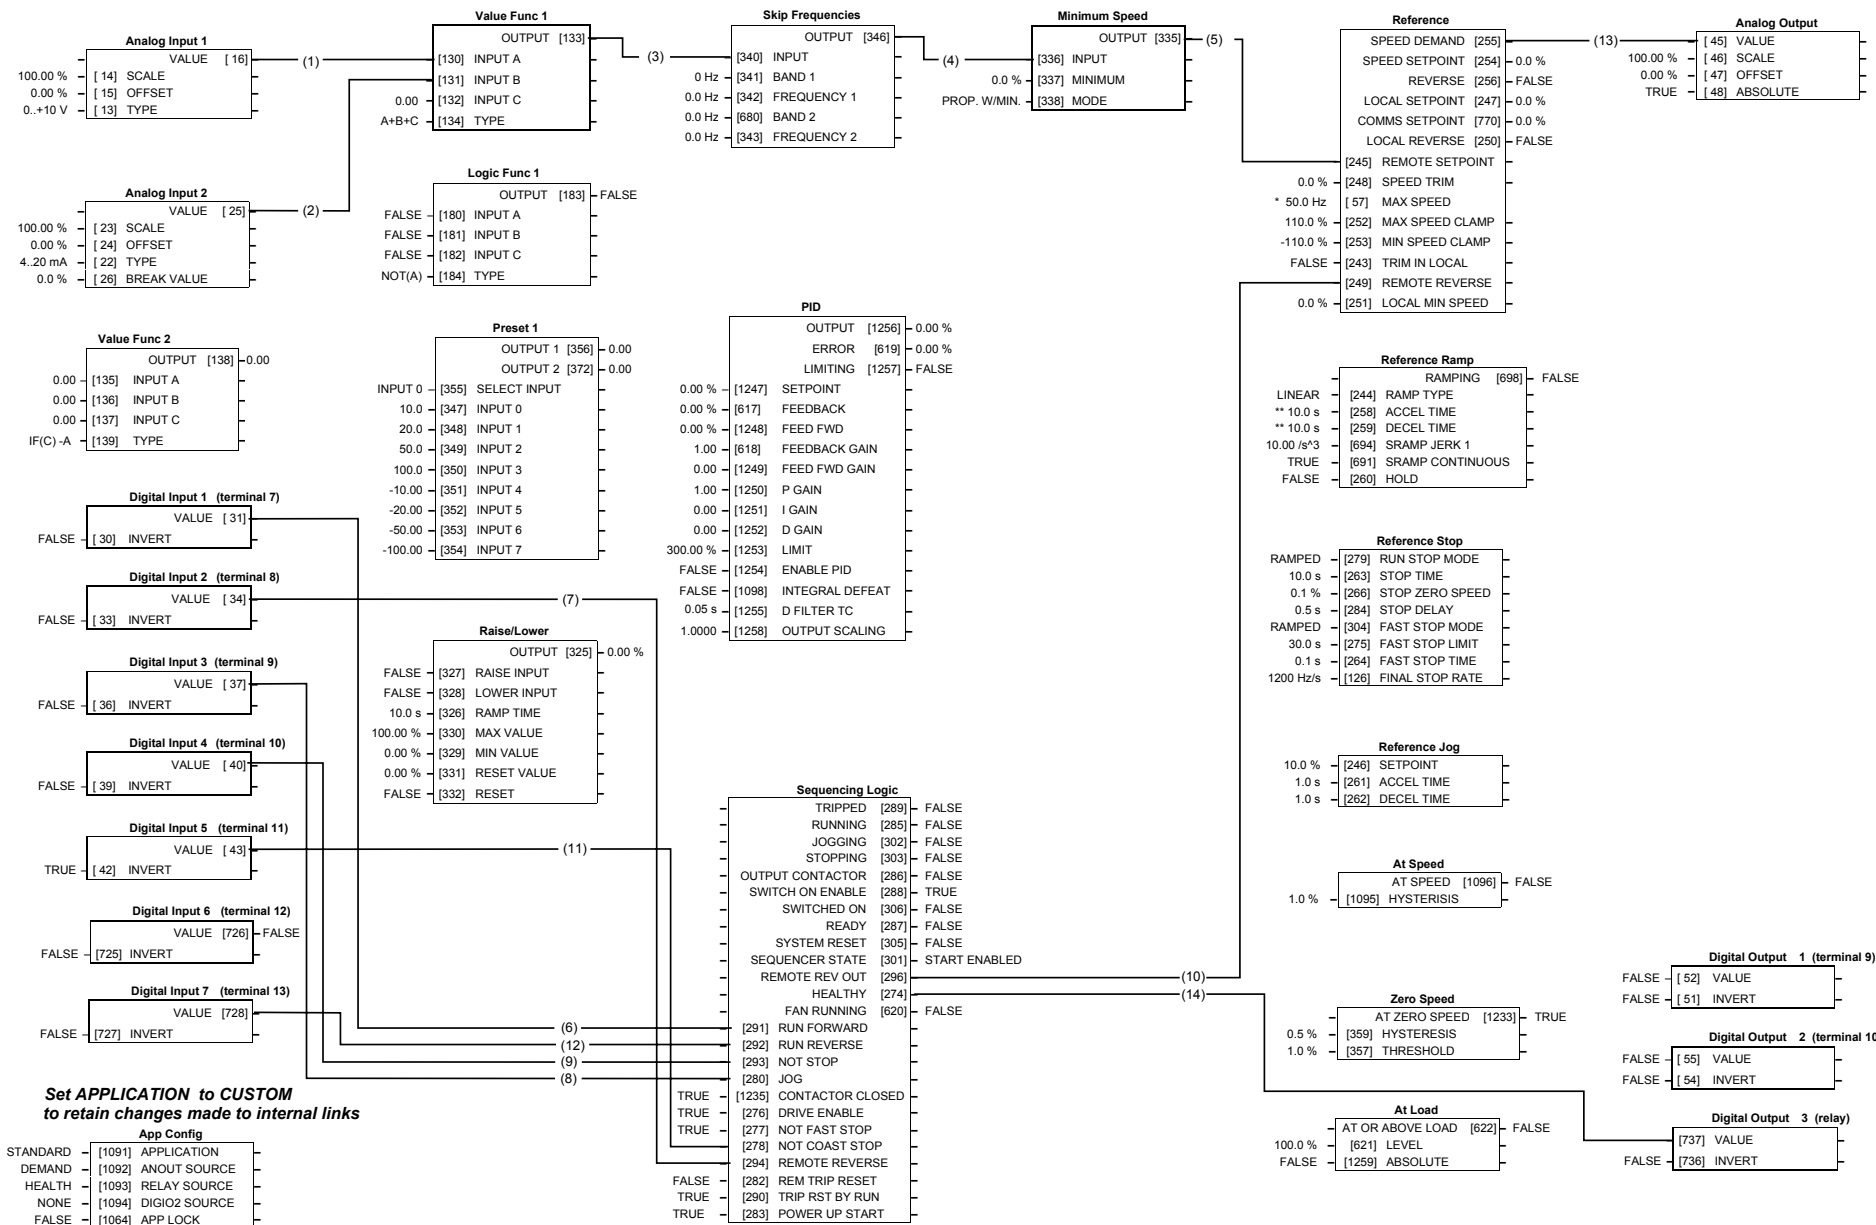 Analog Input 1
VALUE [ 16]
100.00 % [ 14] SCALE
0.00 % [ 15] OFFSET
0..+10 V [ 13] TYPE
(1)
Analog Input 2
VALUE [ 25]
100.00 % [ 23] SCALE
0.00 % [ 24] OFFSET
4..20 mA [ 22] TYPE
0.0 % [ 26] BREAK VALUE
(2)
Value Func 1
OUTPUT [133]
[130] INPUT A
[131] INPUT B
0.00 [132] INPUT C
A+B+C [134] TYPE
(3)
Logic Func 1
OUTPUT [183] FALSE
FALSE [180] INPUT A
FALSE [181] INPUT B
FALSE [182] INPUT C
NOT(A) [184] TYPE
Skip Frequencies
OUTPUT [346]
[340] INPUT
0 Hz [341] BAND 1
0.0 Hz [342] FREQUENCY 1
0.0 Hz [680] BAND 2
0.0 Hz [343] FREQUENCY 2
(4)
Minimum Speed
OUTPUT [335]
[336] INPUT
0.0 % [337] MINIMUM
PROP. W/MIN. [338] MODE
(5)
Reference
SPEED DEMAND [255]
SPEED SETPOINT [254] 0.0 %
REVERSE [256] FALSE
LOCAL SETPOINT [247] 0.0 %
COMMS SETPOINT [770] 0.0 %
LOCAL REVERSE [250] FALSE
[245] REMOTE SETPOINT
0.0 % [248] SPEED TRIM
* 50.0 Hz [ 57] MAX SPEED
110.0 % [252] MAX SPEED CLAMP
-110.0 % [253] MIN SPEED CLAMP
FALSE [243] TRIM IN LOCAL
[249] REMOTE REVERSE
0.0 % [251] LOCAL MIN SPEED
(13)
Analog Output
[ 45] VALUE
100.00 % [ 46] SCALE
0.00 % [ 47] OFFSET
TRUE [ 48] ABSOLUTE
Value Func 2
OUTPUT [138] 0.00
0.00 [135] INPUT A
0.00 [136] INPUT B
0.00 [137] INPUT C
IF(C) -A [139] TYPE
Preset 1
OUTPUT 1 [356] 0.00
OUTPUT 2 [372] 0.00
INPUT 0 [355] SELECT INPUT
10.0 [347] INPUT 0
20.0 [348] INPUT 1
50.0 [349] INPUT 2
100.0 [350] INPUT 3
-10.00 [351] INPUT 4
-20.00 [352] INPUT 5
-50.00 [353] INPUT 6
-100.00 [354] INPUT 7
PID
OUTPUT [1256] 0.00 %
ERROR [619] 0.00 %
LIMITING [1257] FALSE
0.00 % [1247] SETPOINT
0.00 % [617] FEEDBACK
0.00 % [1248] FEED FWD
1.00 [618] FEEDBACK GAIN
0.00 [1249] FEED FWD GAIN
1.00 [1250] P GAIN
0.00 [1251] I GAIN
0.00 [1252] D GAIN
300.00 % [1253] LIMIT
FALSE [1254] ENABLE PID
FALSE [1098] INTEGRAL DEFEAT
0.05 s [1255] D FILTER TC
1.0000 [1258] OUTPUT SCALING
Reference Ramp
RAMPING [698] FALSE
LINEAR [244] RAMP TYPE
** 10.0 s [258] ACCEL TIME
** 10.0 s [259] DECEL TIME
10.00 /s^3 [694] SRAMP JERK 1
TRUE [691] SRAMP CONTINUOUS
FALSE [260] HOLD
Digital Input 1 (terminal 7)
VALUE [ 31]
FALSE [ 30] INVERT
Digital Input 2 (terminal 8)
VALUE [ 34]
FALSE [ 33] INVERT
(7)
Digital Input 3 (terminal 9)
VALUE [ 37]
FALSE [ 36] INVERT
Digital Input 4 (terminal 10)
VALUE [ 40]
FALSE [ 39] INVERT
Digital Input 5 (terminal 11)
VALUE [ 43]
TRUE [ 42] INVERT
(11)
Digital Input 6 (terminal 12)
VALUE [726] FALSE
FALSE [725] INVERT
Digital Input 7 (terminal 13)
VALUE [728]
FALSE [727] INVERT
Raise/Lower
OUTPUT [325] 0.00 %
FALSE [327] RAISE INPUT
FALSE [328] LOWER INPUT
10.0 s [326] RAMP TIME
100.00 % [330] MAX VALUE
0.00 % [329] MIN VALUE
0.00 % [331] RESET VALUE
FALSE [332] RESET
Reference Stop
RAMPED [279] RUN STOP MODE
10.0 s [263] STOP TIME
0.1 % [266] STOP ZERO SPEED
0.5 s [284] STOP DELAY
RAMPED [304] FAST STOP MODE
30.0 s [275] FAST STOP LIMIT
0.1 s [264] FAST STOP TIME
1200 Hz/s [126] FINAL STOP RATE
Reference Jog
10.0 % [246] SETPOINT
1.0 s [261] ACCEL TIME
1.0 s [262] DECEL TIME
Sequencing Logic
TRIPPED [289] FALSE
RUNNING [285] FALSE
JOGGING [302] FALSE
STOPPING [303] FALSE
OUTPUT CONTACTOR [286] FALSE
SWITCH ON ENABLE [288] TRUE
SWITCHED ON [306] FALSE
READY [287] FALSE
SYSTEM RESET [305] FALSE
SEQUENCER STATE [301] START ENABLED
REMOTE REV OUT [296]
(10)
HEALTHY [274]
(14)
FAN RUNNING [620] FALSE
(6)
[291] RUN FORWARD
(12)
[292] RUN REVERSE
(9)
[293] NOT STOP
(8)
[280] JOG
TRUE [1235] CONTACTOR CLOSED
TRUE [276] DRIVE ENABLE
TRUE [277] NOT FAST STOP
[278] NOT COAST STOP
[294] REMOTE REVERSE
FALSE [282] REM TRIP RESET
TRUE [290] TRIP RST BY RUN
TRUE [283] POWER UP START
At Speed
AT SPEED [1096] FALSE
1.0 % [1095] HYSTERISIS
Zero Speed
AT ZERO SPEED [1233] TRUE
0.5 % [359] HYSTERESIS
1.0 % [357] THRESHOLD
At Load
AT OR ABOVE LOAD [622] FALSE
100.0 % [621] LEVEL
FALSE [1259] ABSOLUTE
Digital Output 1 (terminal 9)
FALSE [ 52] VALUE
FALSE [ 51] INVERT
Digital Output 2 (terminal 10
FALSE [ 55] VALUE
FALSE [ 54] INVERT
Digital Output 3 (relay)
[737] VALUE
FALSE [736] INVERT
Set APPLICATION to CUSTOM
to retain changes made to internal links
App Config
STANDARD [1091] APPLICATION
DEMAND [1092] ANOUT SOURCE
HEALTH [1093] RELAY SOURCE
NONE [1094] DIGIO2 SOURCE
FALSE [1064] APP LOCK